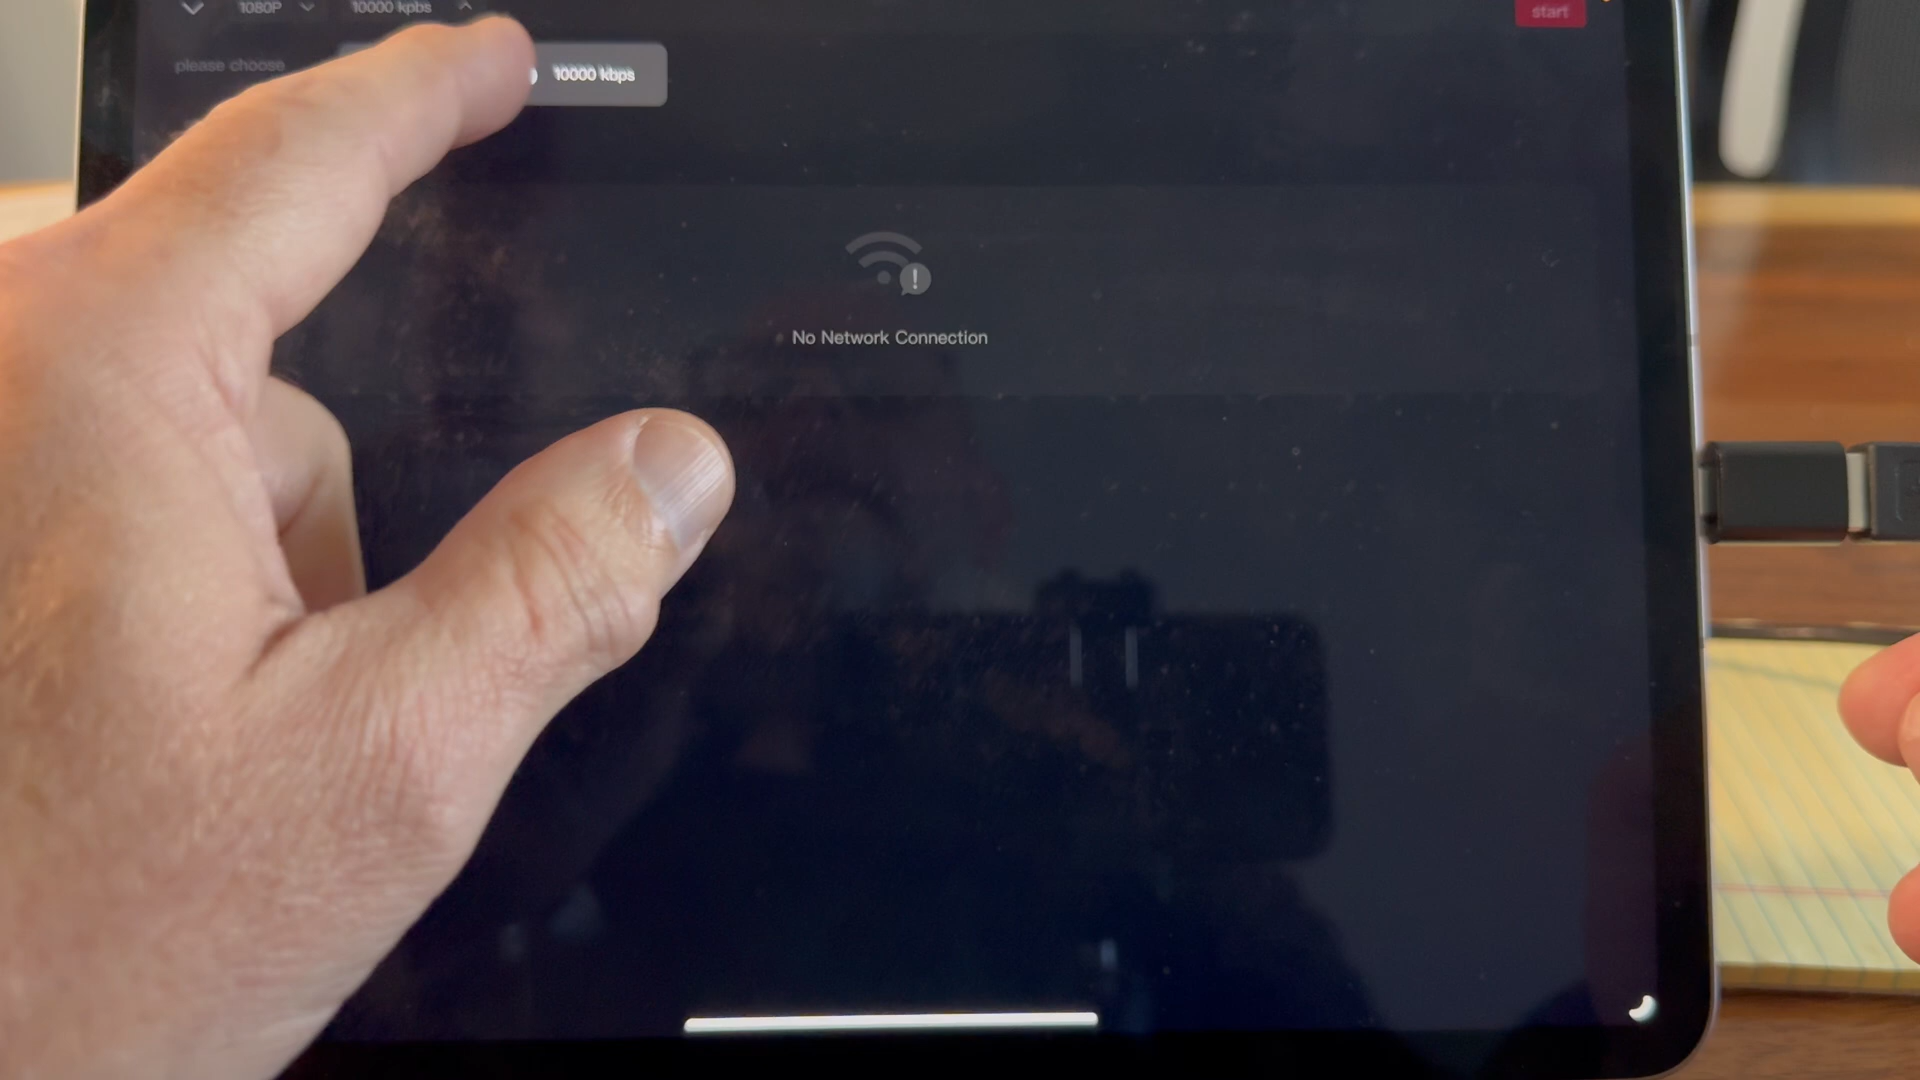 1080P
10000 kpbs
start
please choose
10000 kbps
No Network Connection